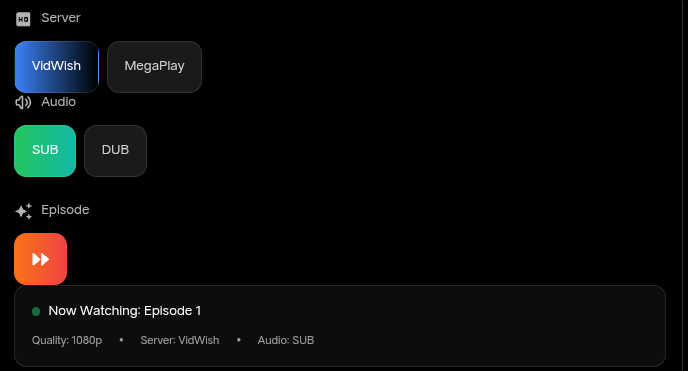 HD Server
VidWish MegaPlay
Audio
SUB DUB
Episode
Now Watching: Episode 1
Quality: 1080p • Server: VidWish • Audio: SUB